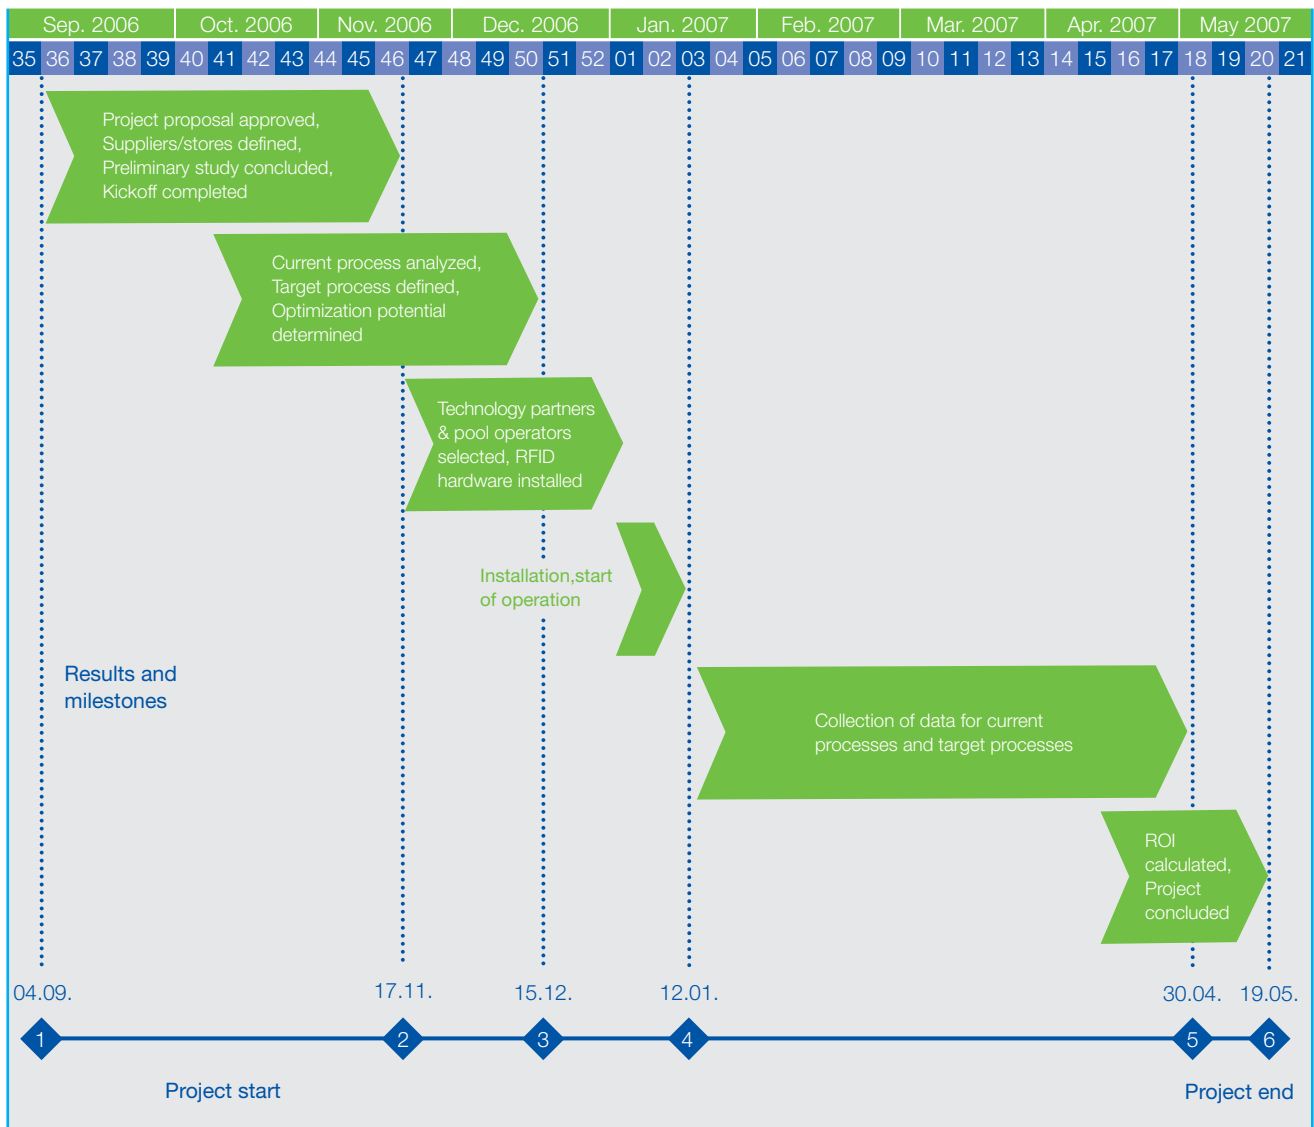 Sep. 2006 Oct. 2006 Nov. 2006 Dec. 2006 Jan. 2007 Feb. 2007 Mar. 2007 Apr. 2007 May 2007
35 36 37 38 39 40 41 42 43 44 45 46 47 48 49 50 51 52 01 02 03 04 05 06 07 08 09 10 11 12 13 14 15 16 17 18 19 20 21
Project proposal approved,
Suppliers/stores defined,
Preliminary study concluded,
Kickoff completed
Current process analyzed,
Target process defined,
Optimization potential
determined
Technology partners
& pool operators
selected, RFID
hardware installed
Installation,start
of operation
Results and
milestones
Collection of data for current
processes and target processes
ROI
calculated,
Project
concluded
04.09. 17.11. 15.12. 12.01. 30.04. 19.05.
1 2 3 4 5 6
Project start Project end